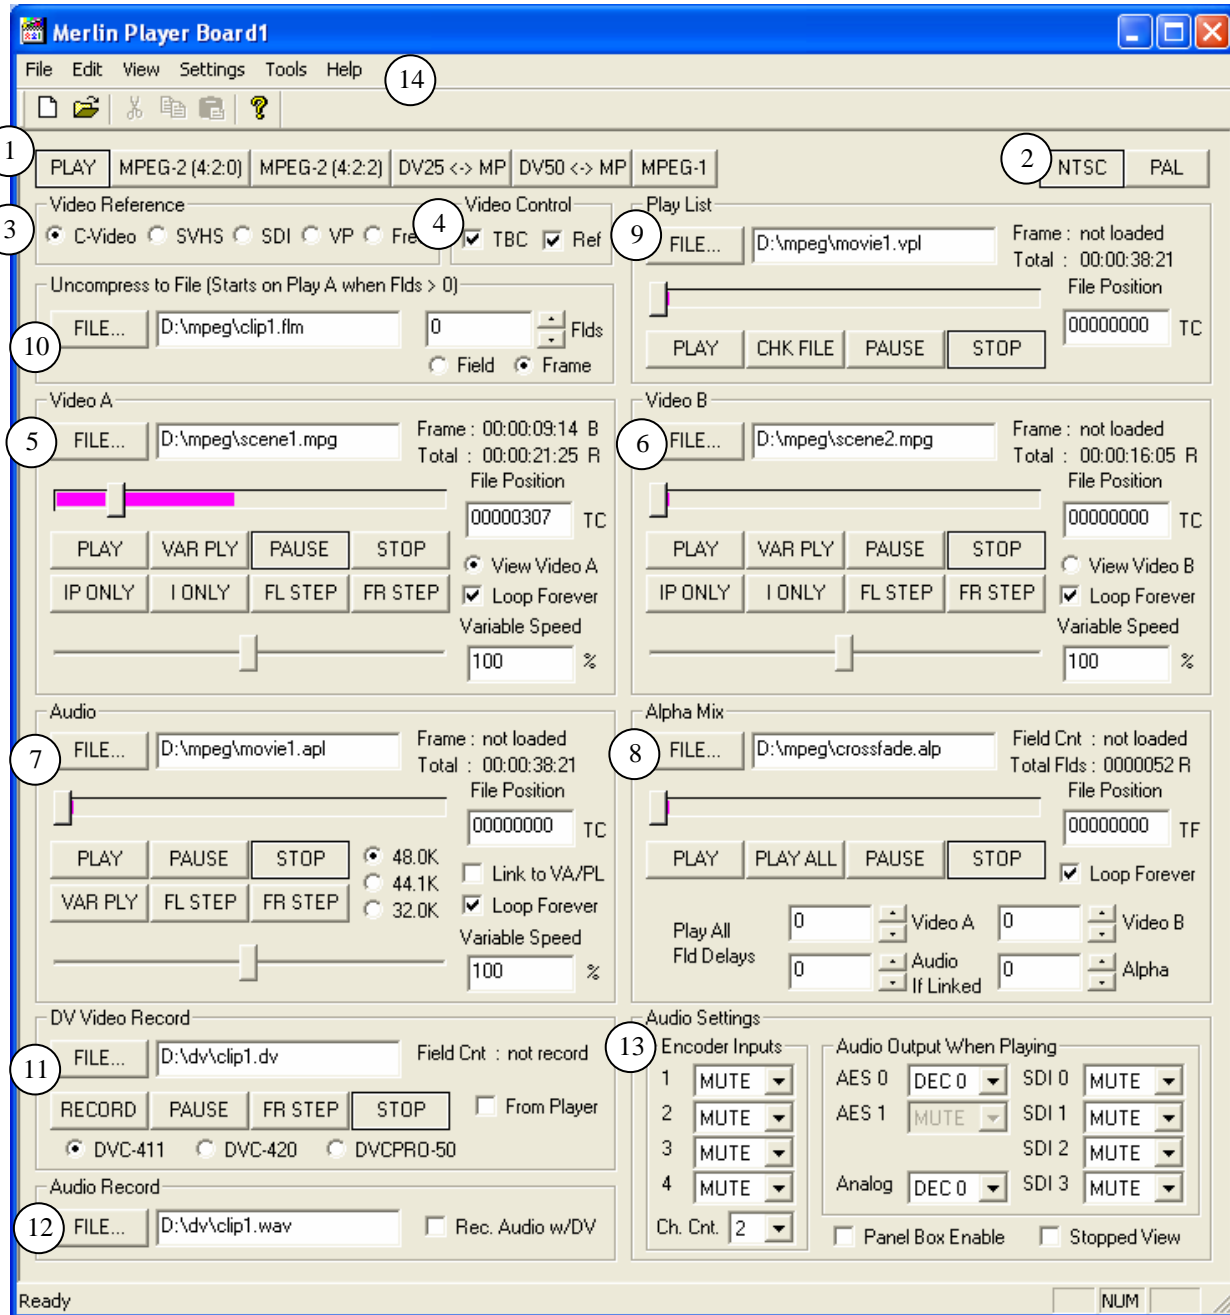 Merlin Player Board1
File Edit View Settings Tools Help
14
1
PLAY MPEG-2 (4:2:0) MPEG-2 (4:2:2) DV25 <-> MP DV50 <-> MP MPEG-1
2
NTSC PAL
Video Reference
3
C-Video SVHS SDI VP
Video Control
4
TBC Ref
Play List
9
FILE... D:\mpeg\movie1.vpl
Frame : not loaded
Total : 00:00:38:21
File Position
00000000 TC
PLAY CHK FILE PAUSE STOP
Uncompress to File (Starts on Play A when Flds > 0)
10
FILE... D:\mpeg\clip1.flm 0 Flds
Field Frame
Video A
5
FILE... D:\mpeg\scene1.mpg
Frame : 00:00:09:14 B
Total : 00:00:21:25 R
File Position
00000307 TC
PLAY VAR PLY PAUSE STOP
View Video A
IP ONLY I ONLY FL STEP FR STEP
Loop Forever
Variable Speed
100 %
Video B
6
FILE... D:\mpeg\scene2.mpg
Frame : not loaded
Total : 00:00:16:05 R
File Position
00000000 TC
PLAY VAR PLY PAUSE STOP
View Video B
IP ONLY I ONLY FL STEP FR STEP
Loop Forever
Variable Speed
100 %
Audio
7
FILE... D:\mpeg\movie1.apl
Frame : not loaded
Total : 00:00:38:21
File Position
00000000 TC
PLAY PAUSE STOP
48.0K
44.1K
32.0K
Link to VA/PL
VAR PLY FL STEP FR STEP
Loop Forever
Variable Speed
100 %
Alpha Mix
8
FILE... D:\mpeg\crossfade.alp
Field Cnt : not loaded
Total Flds : 0000052 R
File Position
00000000 TF
PLAY PLAY ALL PAUSE STOP
Loop Forever
Play All
Fld Delays
0 Video A 0 Video B
0 Audio If Linked 0 Alpha
DV Video Record
11
FILE... D:\dv\clip1.dv
Field Cnt : not record
RECORD PAUSE FR STEP STOP
From Player
DVC-411 DVC-420 DVCPRO-50
Audio Record
12
FILE... D:\dv\clip1.wav
Rec. Audio w/DV
Audio Settings
13
Encoder Inputs
1 MUTE
2 MUTE
3 MUTE
4 MUTE
Ch. Cnt. 2
Audio Output When Playing
AES 0 DEC 0 SDI 0 MUTE
AES 1 MUTE SDI 1 MUTE
SDI 2 MUTE
Analog DEC 0 SDI 3 MUTE
Panel Box Enable Stopped View
Ready
NUM